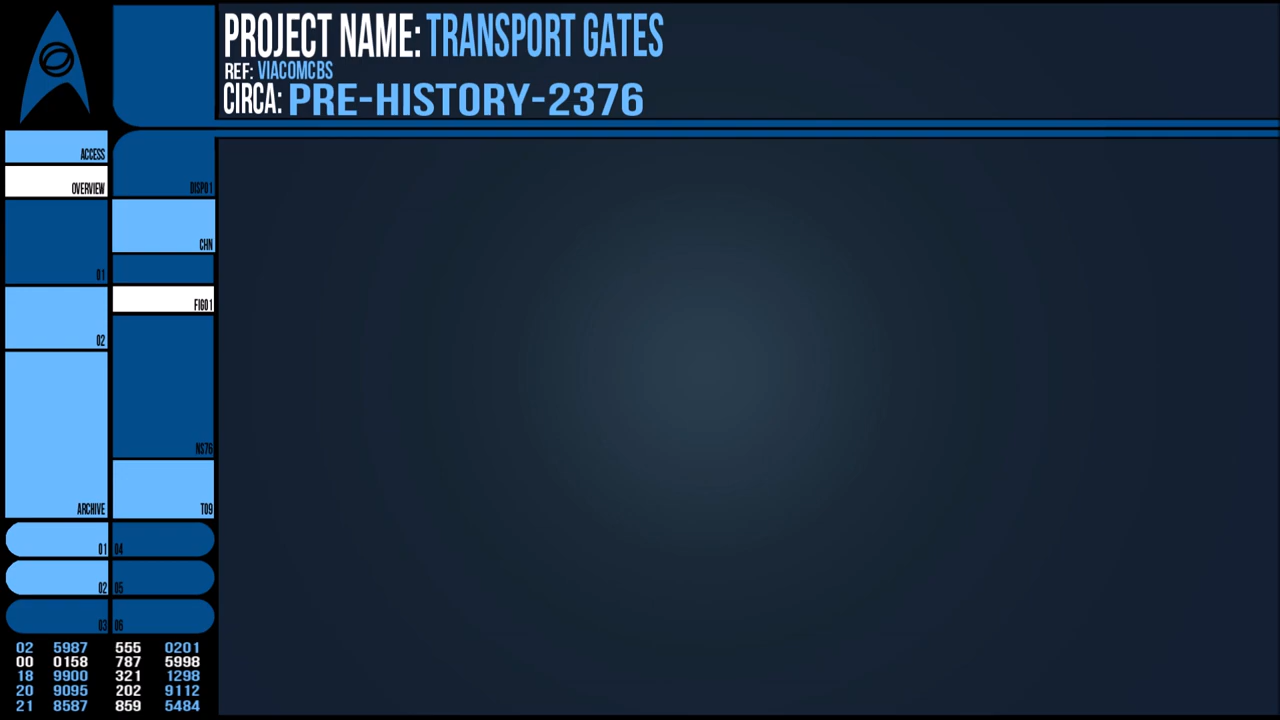 PROJECT NAME: TRANSPORT GATES
REF: VIACOMCBS
CIRCA: PRE-HISTORY-2376
ACCESS
OVERVIEW
DISP01
01
CHN
FIG01
02
NS76
ARCHIVE
T09
01 04
02 05
03 06
02 5987 555 0201
00 0158 787 5998
18 9900 321 1298
20 9095 202 9112
21 8587 859 5484